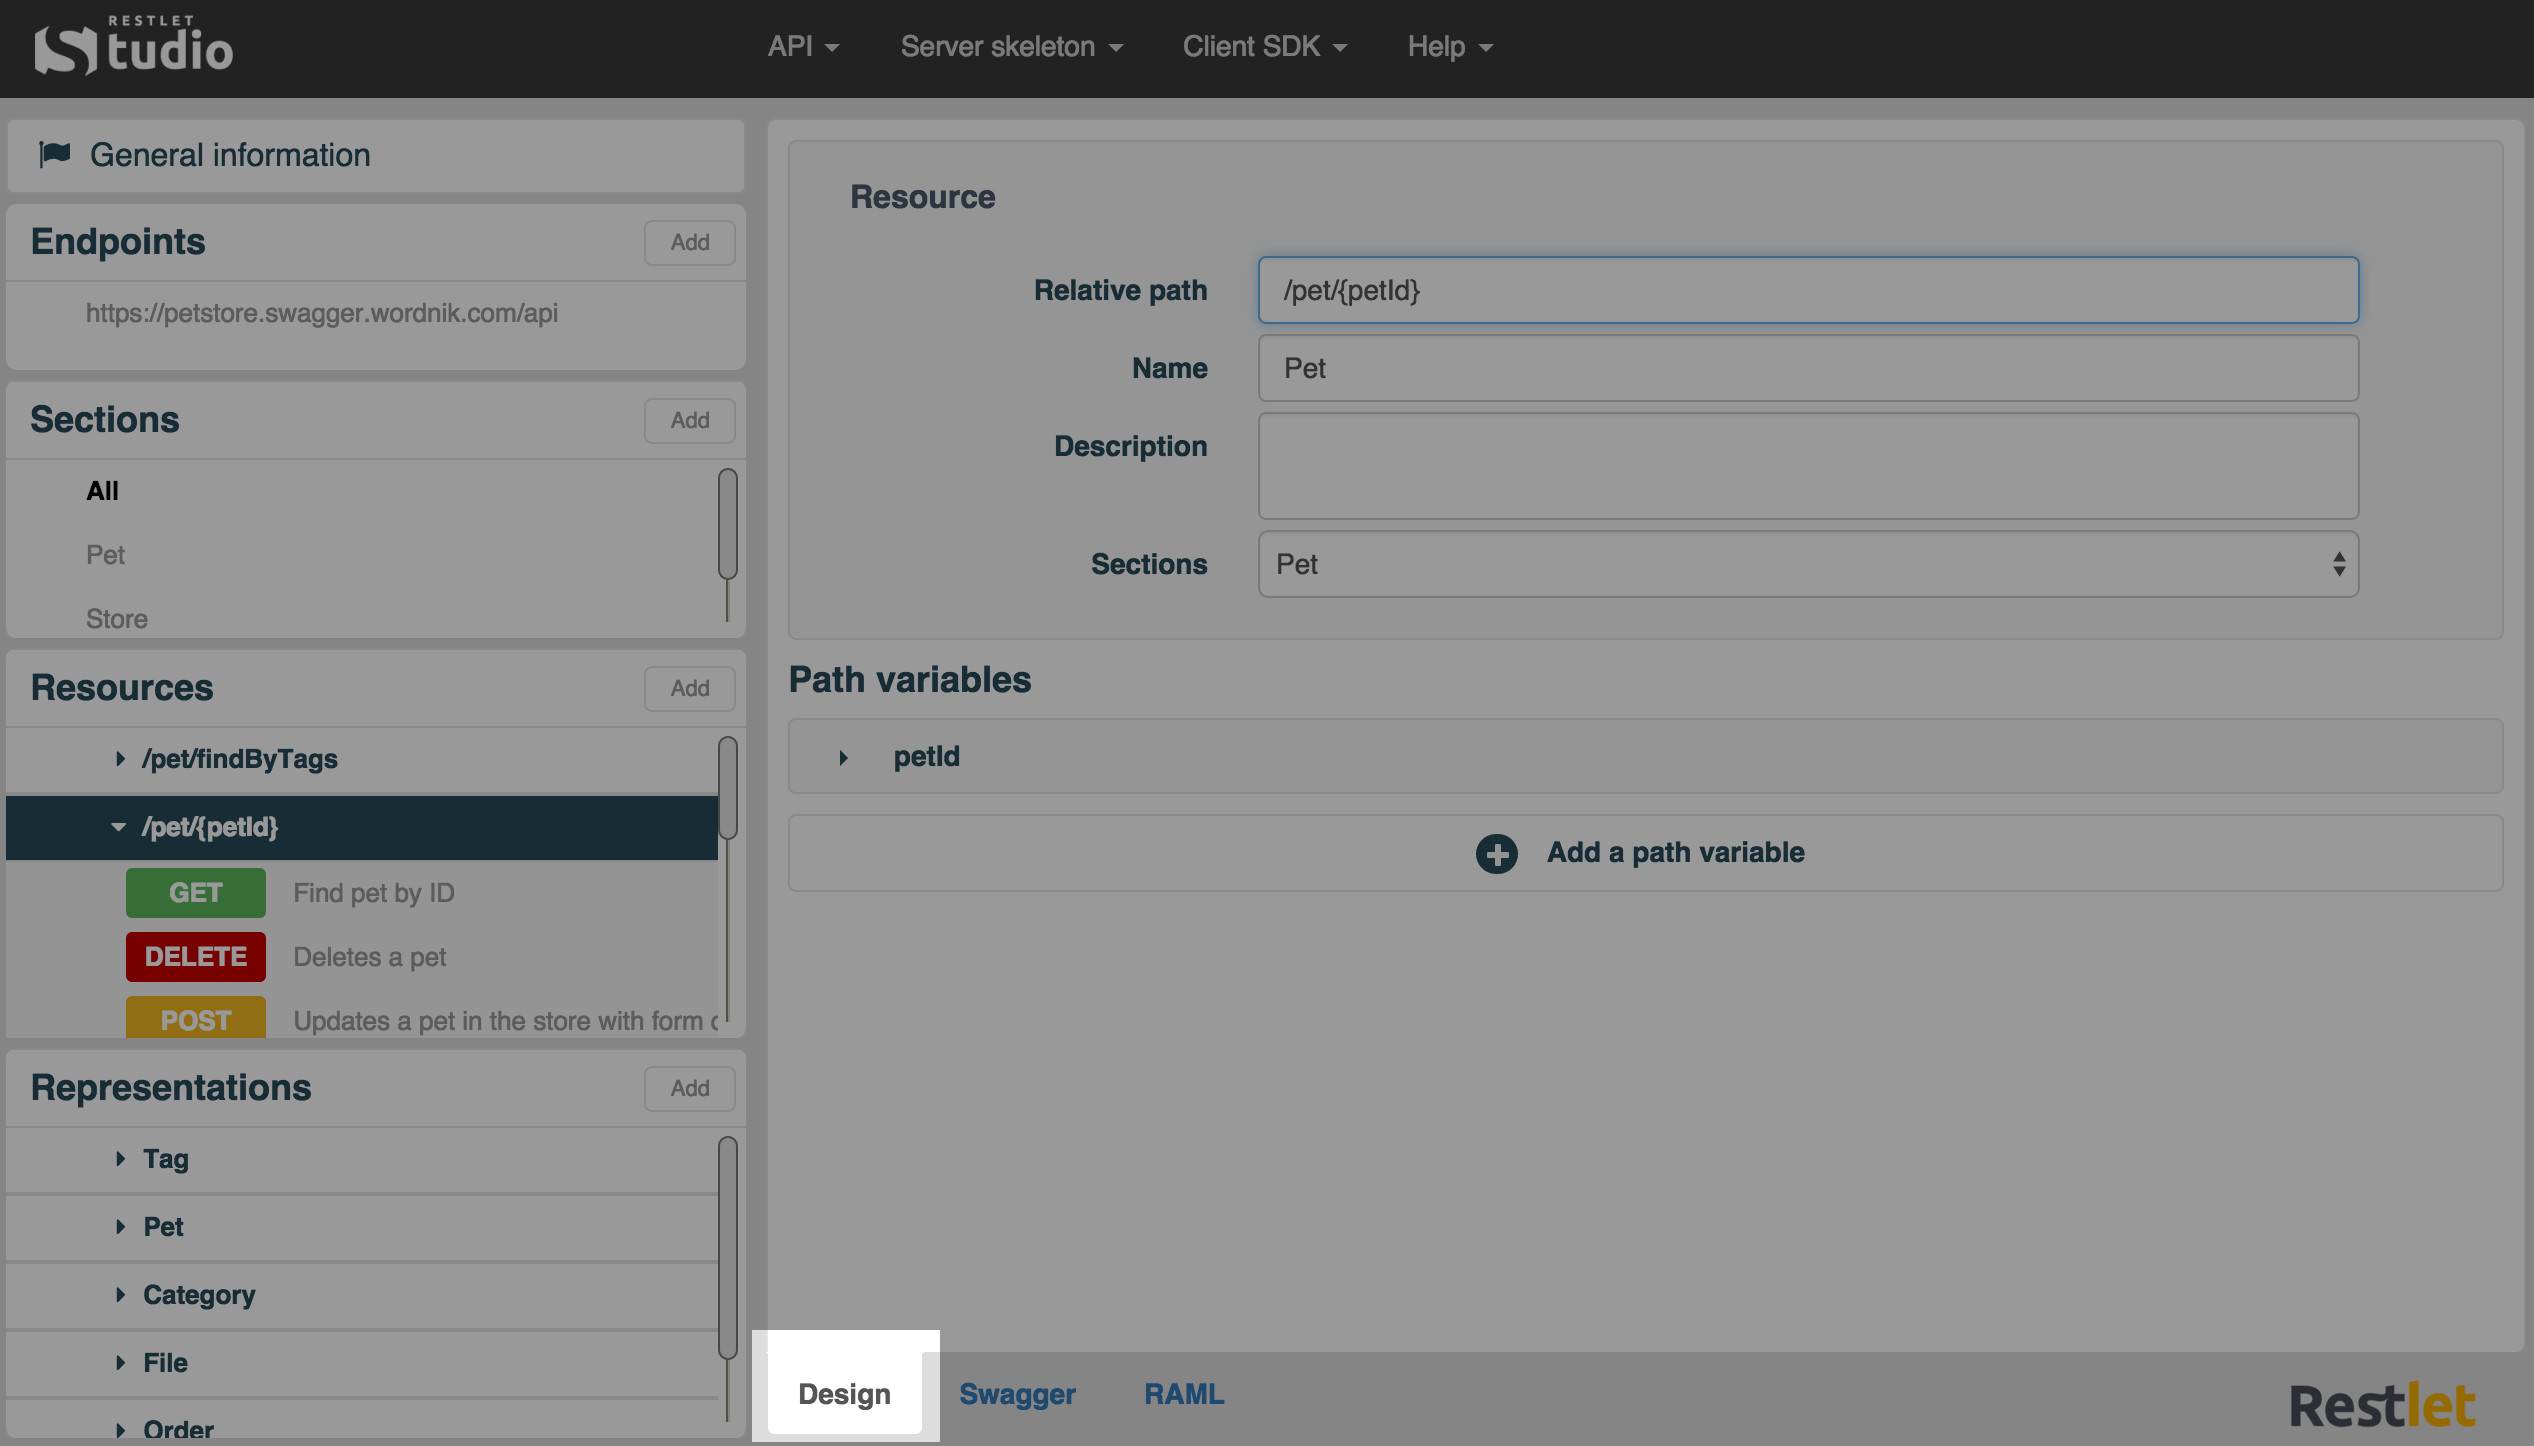 RESTLET
Studio
API
Server skeleton
Client SDK
Help
General information
Endpoints
Add
https://petstore.swagger.wordnik.com/api
Sections
Add
All
Pet
Store
Resources
Add
/pet/findByTags
/pet/{petId}
GET Find pet by ID
DELETE Deletes a pet
POST Updates a pet in the store with form
Representations
Add
Tag
Pet
Category
File
Order
Resource
Relative path /pet/{petId}
Name Pet
Description
Sections Pet
Path variables
petId
Add a path variable
Design
Swagger
RAML
Restlet